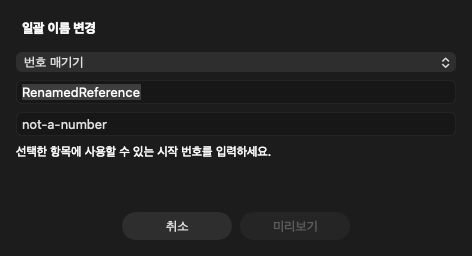 일괄 이름 변경
번호 매기기
RenamedReference
not-a-number
선택한 항목에 사용할 수 있는 시작 번호를 입력하세요.
취소
미리보기